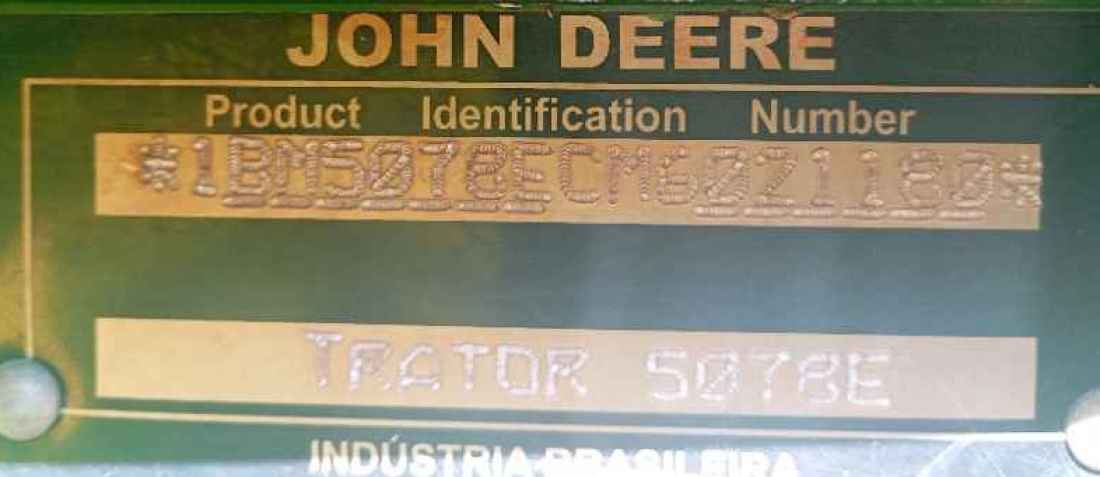 JOHN DEERE
Product Identification Number
*1BM5078ECM6021180*
TRATOR 5078E
INDÚSTRIA BRASILEIRA